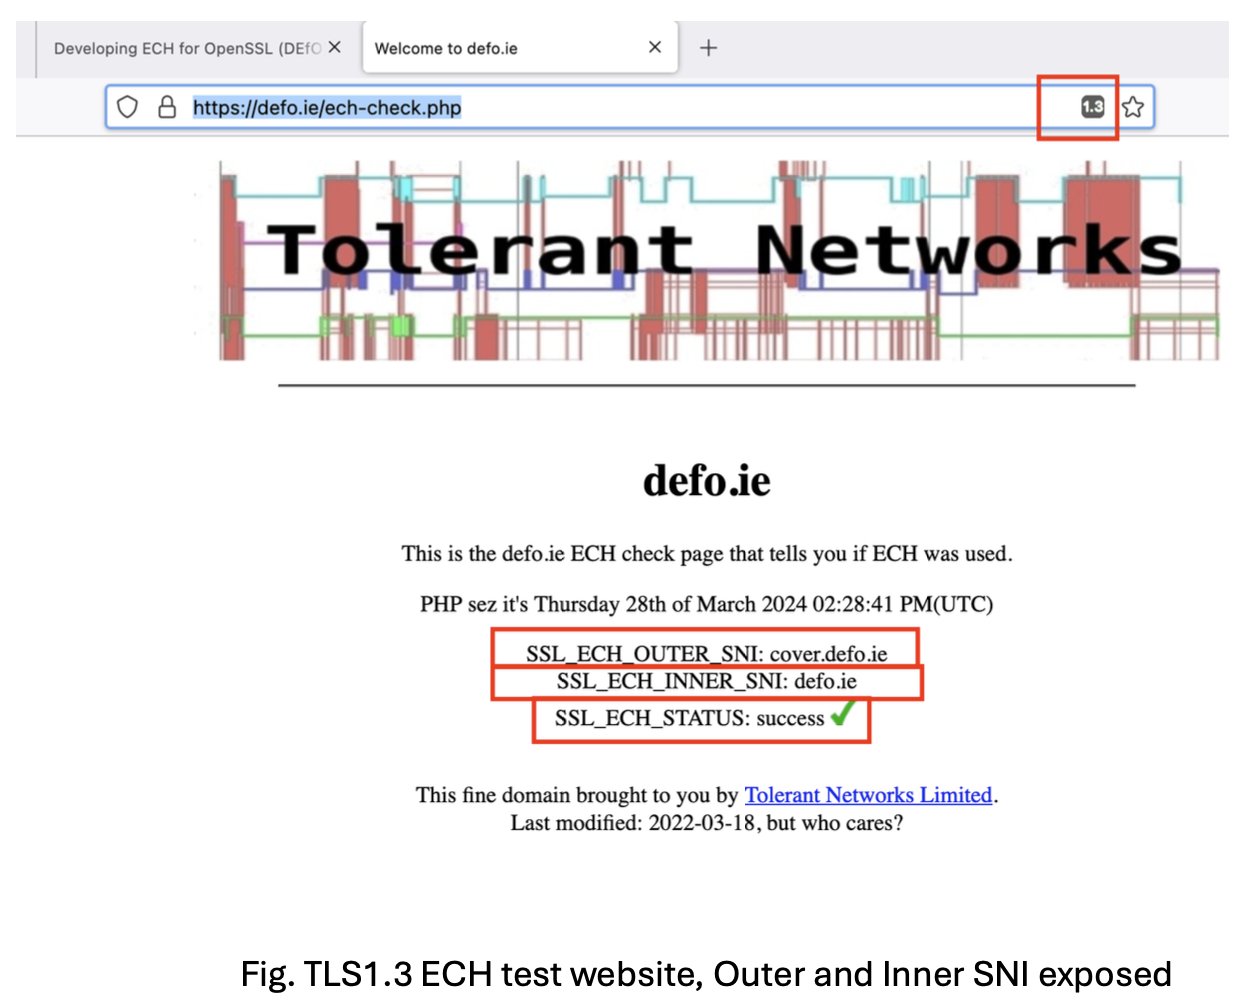 Developing ECH for OpenSSL (DEfO
Welcome to defo.ie
https://defo.ie/ech-check.php
1.3
Tolerant Networks
defo.ie
This is the defo.ie ECH check page that tells you if ECH was used.
PHP sez it's Thursday 28th of March 2024 02:28:41 PM(UTC)
SSL_ECH_OUTER_SNI: cover.defo.ie
SSL_ECH_INNER_SNI: defo.ie
SSL_ECH_STATUS: success
This fine domain brought to you by Tolerant Networks Limited.
Last modified: 2022-03-18, but who cares?
Fig. TLS1.3 ECH test website, Outer and Inner SNI exposed